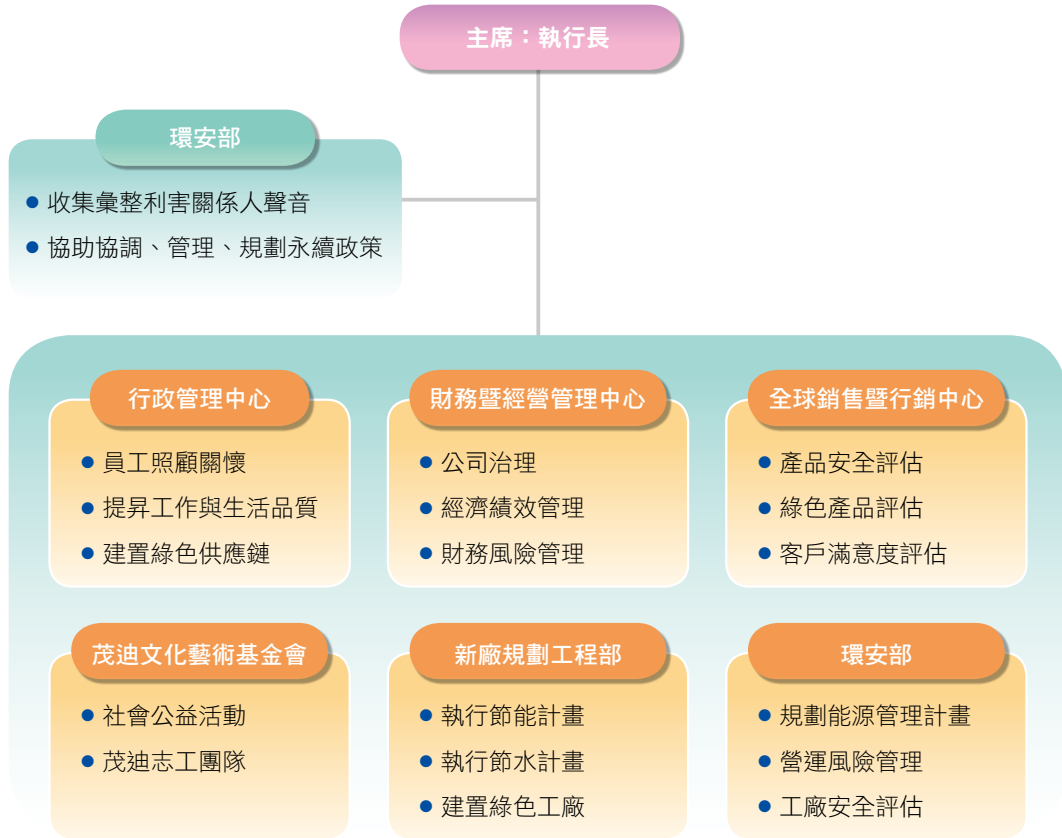 主席：執行長
環安部
● 收集彙整利害關係人聲音
● 協助協調、管理、規劃永續政策
行政管理中心
● 員工照顧關懷
● 提昇工作與生活品質
● 建置綠色供應鏈
財務暨經營管理中心
● 公司治理
● 經濟績效管理
● 財務風險管理
全球銷售暨行銷中心
● 產品安全評估
● 綠色產品評估
● 客戶滿意度評估
茂迪文化藝術基金會
● 社會公益活動
● 茂迪志工團隊
新廠規劃工程部
● 執行節能計畫
● 執行節水計畫
● 建置綠色工廠
環安部
● 規劃能源管理計畫
● 營運風險管理
● 工廠安全評估